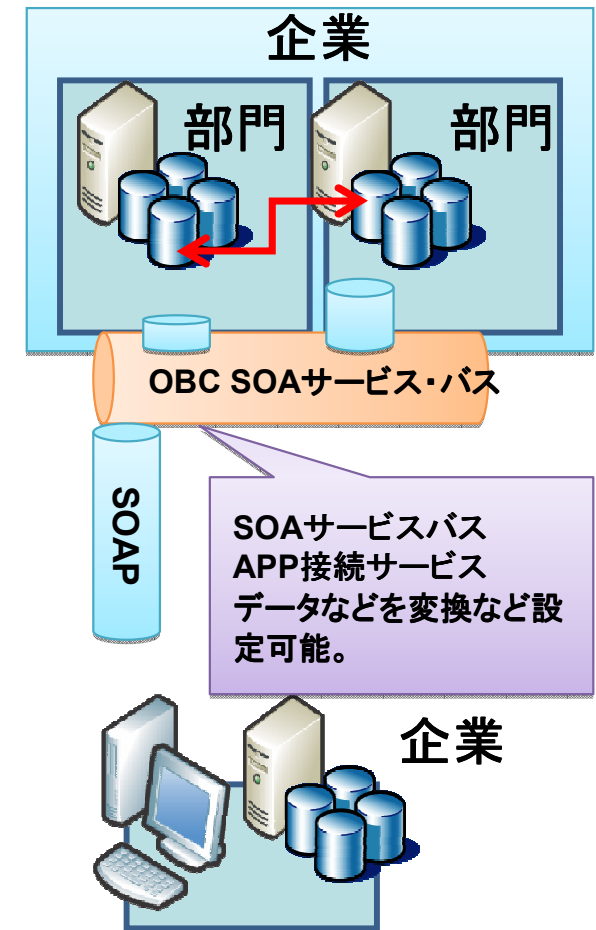 企業
部門
部門
OBC SOAサービス・バス
SOAP
SOAサービスバス
APP接続サービス
データなどを変換など設
定可能。
企業